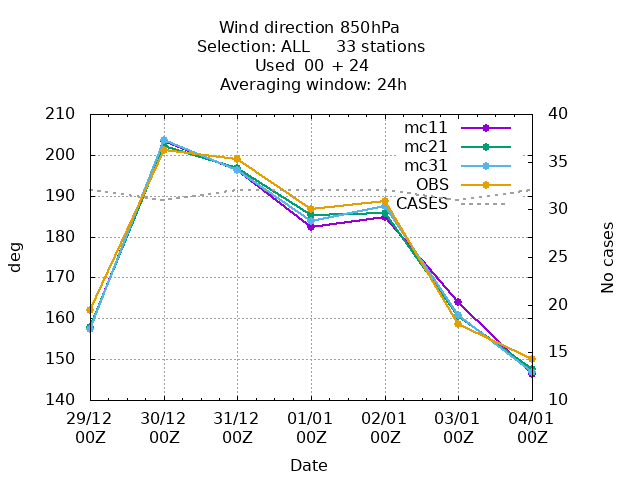 Wind direction 850hPa
Selection: ALL 33 stations
Used 00 + 24
Averaging window: 24h
210
200
190
180
170
160
150
140
deg
40
35
30
25
20
15
10
No cases
mc11
mc21
mc31
OBS
CASES
29/12 30/12 31/12 01/01 02/01 03/01 04/01
00Z 00Z 00Z 00Z 00Z 00Z 00Z
Date